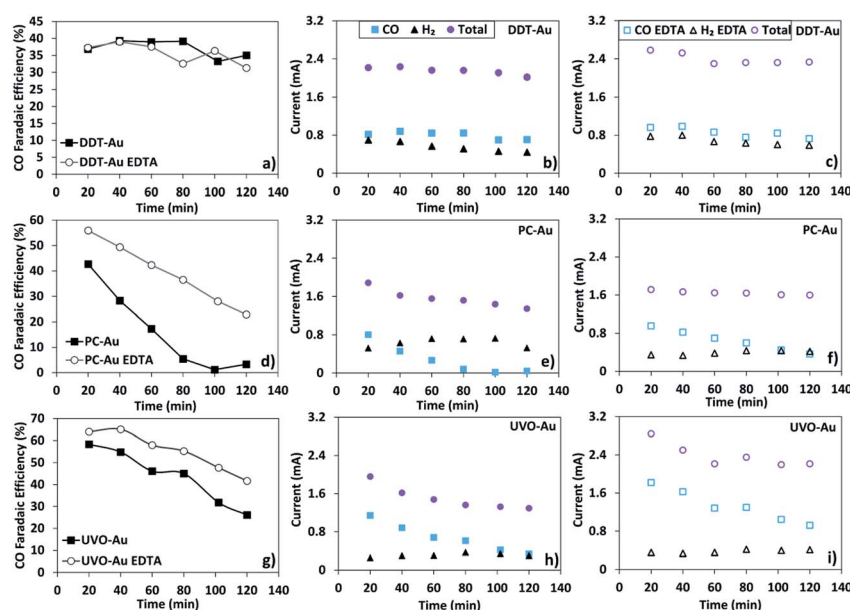 CO Faradaic Efficiency (%)
45
40
35
30
25
20
15
10
5
0
DDT-Au
DDT-Au EDTA
a)
0 20 40 60 80 100 120 140
Time (min)
CO H₂ Total DDT-Au
Current (mA)
3.2
2.4
1.6
0.8
0
b)
0 20 40 60 80 100 120 140
Time (min)
CO EDTA H₂ EDTA Total DDT-Au
Current (mA)
3.2
2.4
1.6
0.8
0
c)
0 20 40 60 80 100 120 140
Time (min)
CO Faradaic Efficiency (%)
60
50
40
30
20
10
0
PC-Au
PC-Au EDTA
d)
0 20 40 60 80 100 120 140
Time (min)
PC-Au
Current (mA)
3.2
2.4
1.6
0.8
0
e)
0 20 40 60 80 100 120 140
Time (min)
PC-Au
Current (mA)
3.2
2.4
1.6
0.8
0
f)
0 20 40 60 80 100 120 140
Time (min)
CO Faradaic Efficiency (%)
70
60
50
40
30
20
10
0
UVO-Au
UVO-Au EDTA
g)
0 20 40 60 80 100 120 140
Time (min)
UVO-Au
Current (mA)
3.2
2.4
1.6
0.8
0
h)
0 20 40 60 80 100 120 140
Time (min)
UVO-Au
Current (mA)
3.2
2.4
1.6
0.8
0
i)
0 20 40 60 80 100 120 140
Time (min)